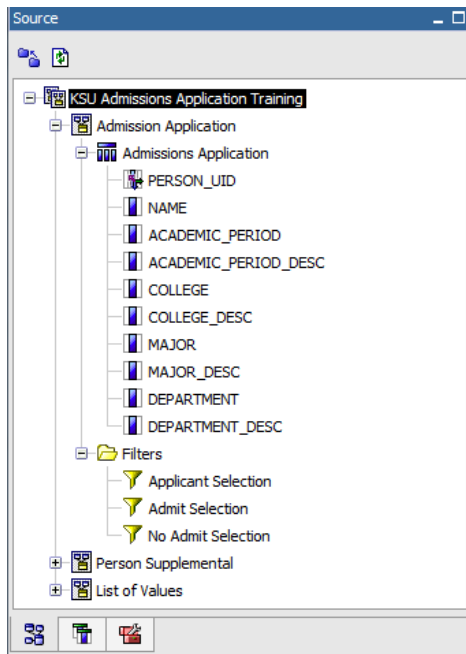 Source
KSU Admissions Application Training
Admission Application
Admissions Application
PERSON_UID
NAME
ACADEMIC_PERIOD
ACADEMIC_PERIOD_DESC
COLLEGE
COLLEGE_DESC
MAJOR
MAJOR_DESC
DEPARTMENT
DEPARTMENT_DESC
Filters
Applicant Selection
Admit Selection
No Admit Selection
Person Supplemental
List of Values